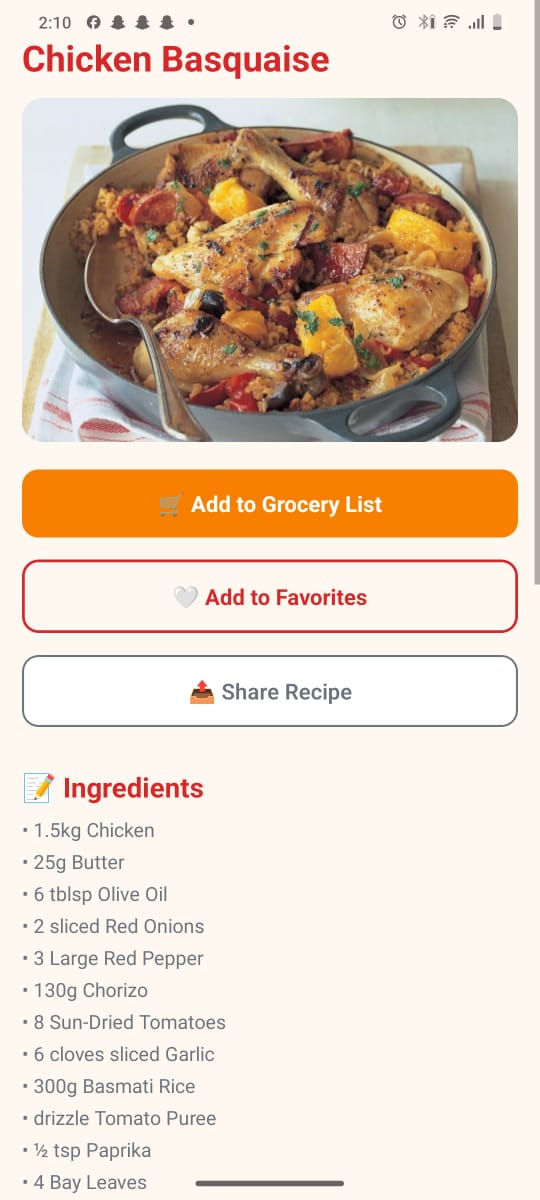 2:10
Chicken Basquaise
🛒 Add to Grocery List
🤍 Add to Favorites
📤 Share Recipe
📝 Ingredients
• 1.5kg Chicken
• 25g Butter
• 6 tblsp Olive Oil
• 2 sliced Red Onions
• 3 Large Red Pepper
• 130g Chorizo
• 8 Sun-Dried Tomatoes
• 6 cloves sliced Garlic
• 300g Basmati Rice
• drizzle Tomato Puree
• ½ tsp Paprika
• 4 Bay Leaves